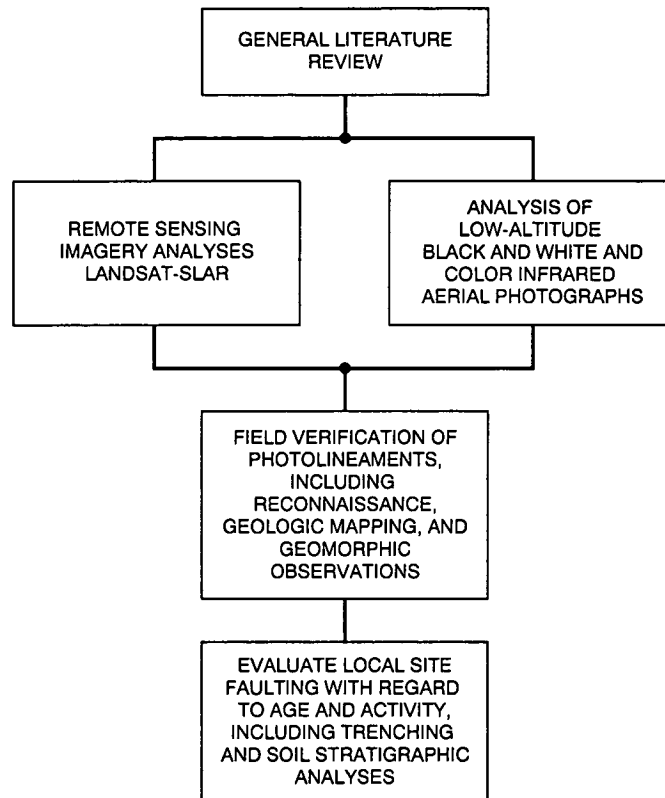 GENERAL LITERATURE
REVIEW
REMOTE SENSING
IMAGERY ANALYSES
LANDSAT-SLAR
ANALYSIS OF
LOW-ALTITUDE
BLACK AND WHITE AND
COLOR INFRARED
AERIAL PHOTOGRAPHS
FIELD VERIFICATION OF
PHOTOLINEAMENTS,
INCLUDING
RECONNAISSANCE,
GEOLOGIC MAPPING, AND
GEOMORPHIC
OBSERVATIONS
EVALUATE LOCAL SITE
FAULTING WITH REGARD
TO AGE AND ACTIVITY,
INCLUDING TRENCHING
AND SOIL STRATIGRAPHIC
ANALYSES